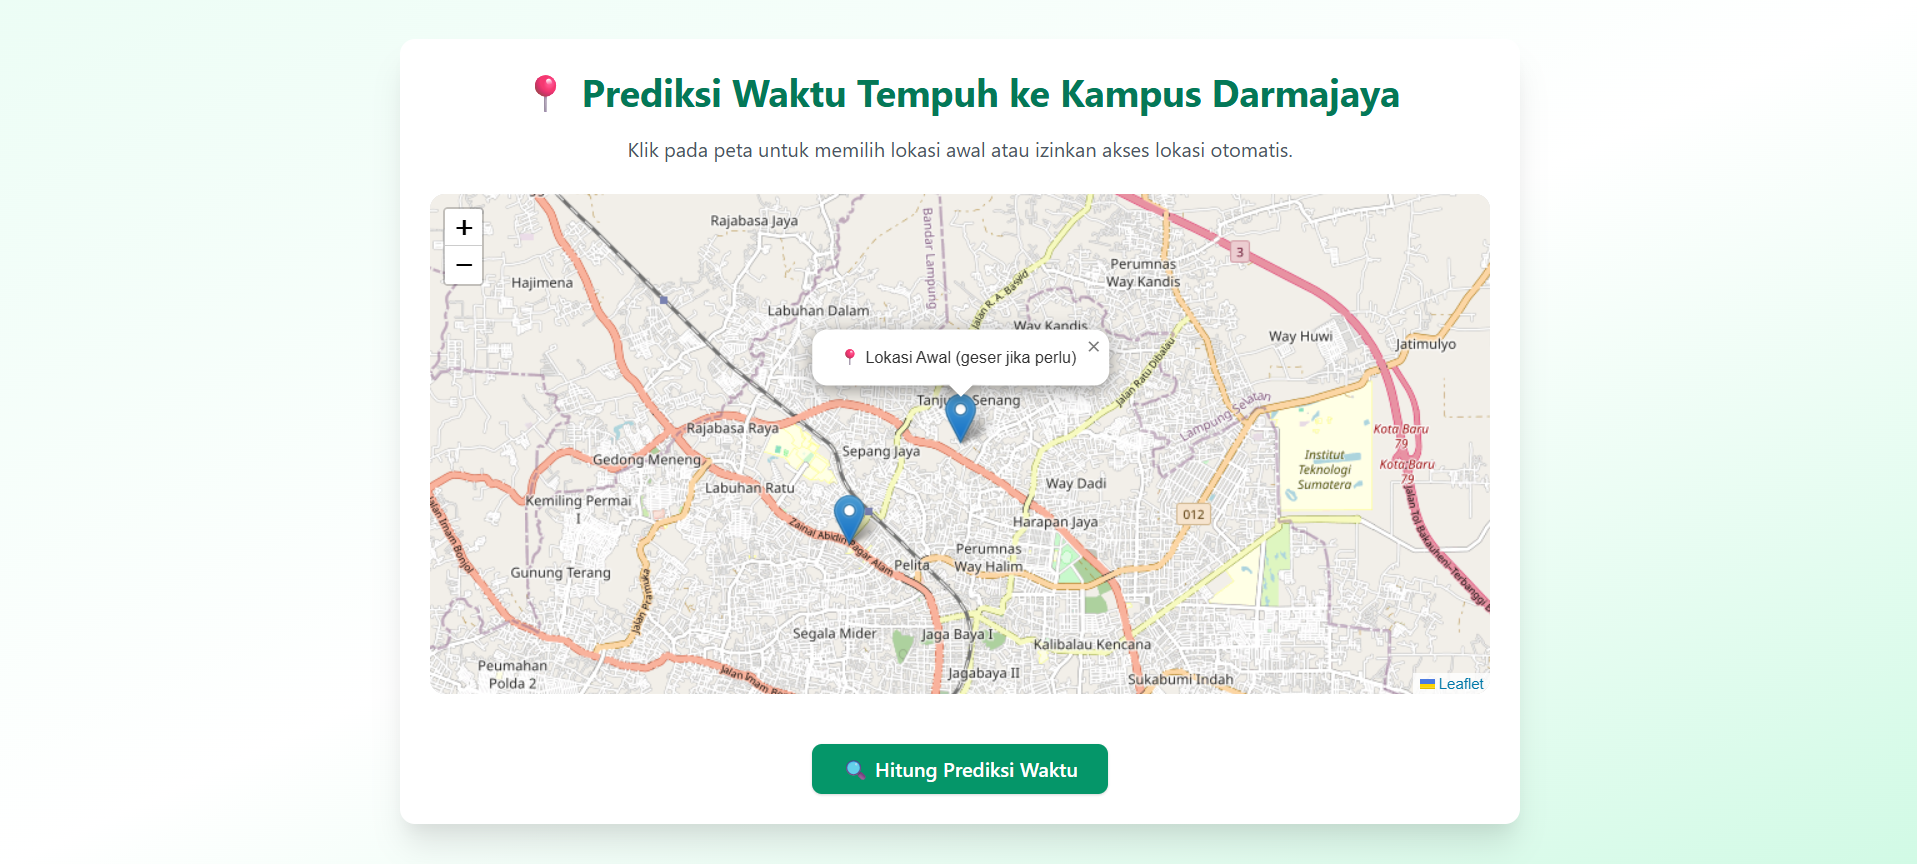 📍 Prediksi Waktu Tempuh ke Kampus Darmajaya
Klik pada peta untuk memilih lokasi awal atau izinkan akses lokasi otomatis.
+
−
Rajabasa Jaya
Bandar Lampung
3
Perumnas
Way Kandis
Hajimena
Jalan R. A. Basyid
Labuhan Dalam
Way Kandis
Way Huwi
Jatimulyo
📍 Lokasi Awal (geser jika perlu)
×
Jalan Ratu Dibalau
Senang
Lampung Selatan
Rajabasa Raya
Kota Baru
79
Sepang Jaya
Gedong Meneng
Institut
Teknologi
Sumatera
Kota Baru
79
Labuhan Ratu
Way Dadi
Kemiling Permai
I
Jalan Imam Bonjol
012
Harapan Jaya
Zainal Abidin Pagar Alam
Jalan Tol Bakauheni-Terbanggi B
Perumnas
Way Halim
Pelita
Gunung Terang
Jalan Pramuka
Segala Mider
Jaga Baya I
Kalibalau Kencana
Peumahan
Polda 2
Jalan Imam Bo
Jagabaya II
Sukabumi Indah
Leaflet
🔍 Hitung Prediksi Waktu